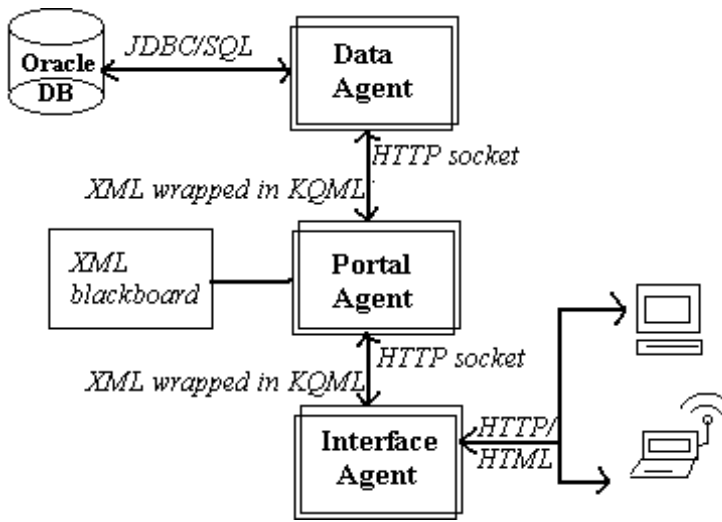 Oracle
DB
JDBC/SQL
Data
Agent
HTTP socket
XML wrapped in KQML
XML
blackboard
Portal
Agent
HTTP socket
XML wrapped in KQML
Interface
Agent
HTTP/
HTML